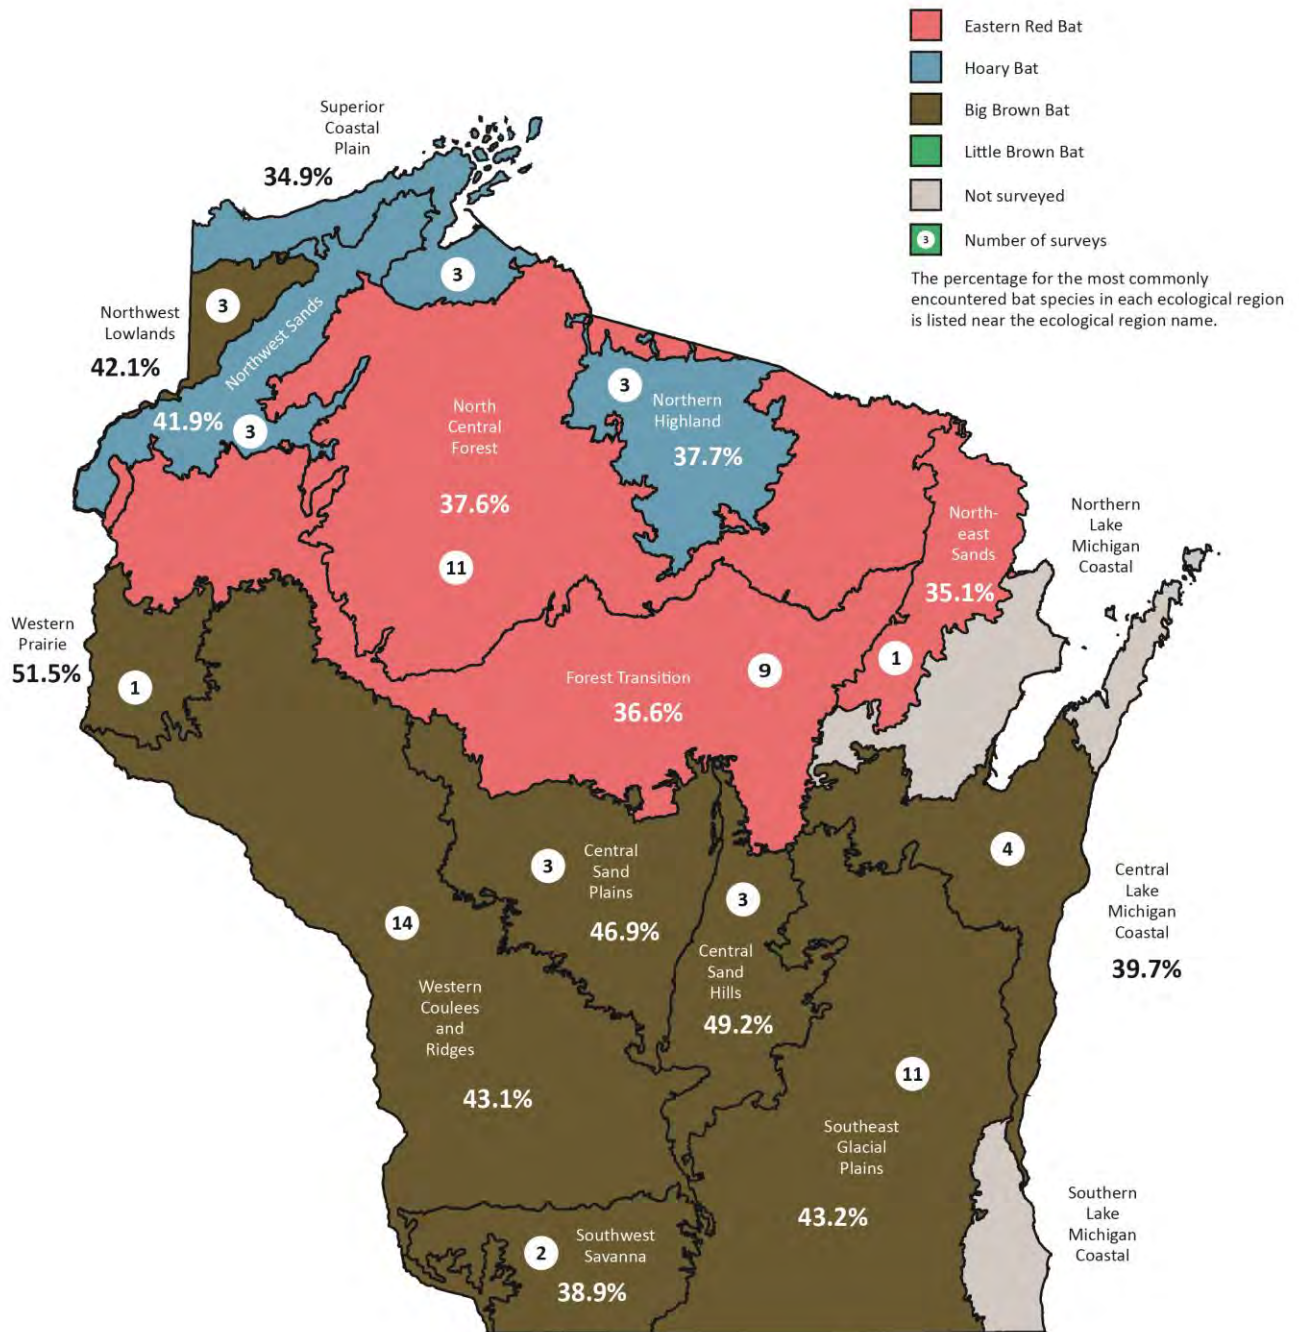 Eastern Red Bat
Hoary Bat
Big Brown Bat
Little Brown Bat
Not surveyed
3 Number of surveys
The percentage for the most commonly
encountered bat species in each ecological region
is listed near the ecological region name.
Superior
Coastal
Plain
34.9%
3
Northwest
Lowlands
42.1%
3
Northwest Sands
41.9%
3
North
Central
Forest
37.6%
11
3
Northern
Highland
37.7%
North-
east
Sands
35.1%
1
Northern
Lake
Michigan
Coastal
Western
Prairie
51.5%
1
Forest Transition
36.6%
9
4
Central
Lake
Michigan
Coastal
39.7%
3
Central
Sand
Plains
46.9%
3
Central
Sand
Hills
49.2%
14
Western
Coulees
and
Ridges
43.1%
11
Southeast
Glacial
Plains
43.2%
Southern
Lake
Michigan
Coastal
2
Southwest
Savanna
38.9%